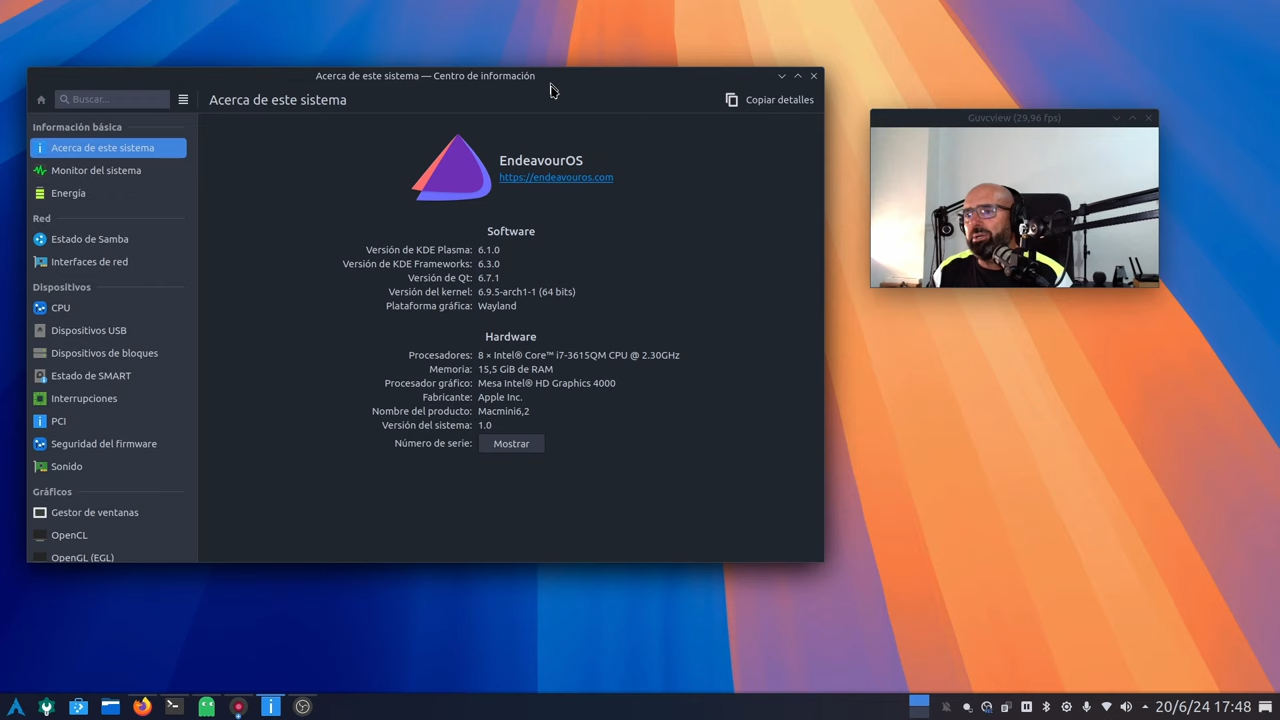 Acerca de este sistema — Centro de información
Buscar...
Acerca de este sistema
Copiar detalles
Información básica
Acerca de este sistema
Monitor del sistema
Energía
Red
Estado de Samba
Interfaces de red
Dispositivos
CPU
Dispositivos USB
Dispositivos de bloques
Estado de SMART
Interrupciones
PCI
Seguridad del firmware
Sonido
Gráficos
Gestor de ventanas
OpenCL
OpenGL (EGL)
EndeavourOS
https://endeavouros.com
Software
Versión de KDE Plasma: 6.1.0
Versión de KDE Frameworks: 6.3.0
Versión de Qt: 6.7.1
Versión del kernel: 6.9.5-arch1-1 (64 bits)
Plataforma gráfica: Wayland
Hardware
Procesadores: 8 × Intel® Core™ i7-3615QM CPU @ 2.30GHz
Memoria: 15,5 GiB de RAM
Procesador gráfico: Mesa Intel® HD Graphics 4000
Fabricante: Apple Inc.
Nombre del producto: Macmini6,2
Versión del sistema: 1.0
Número de serie: Mostrar
Guvcview (29,96 fps)
20/6/24 17:48